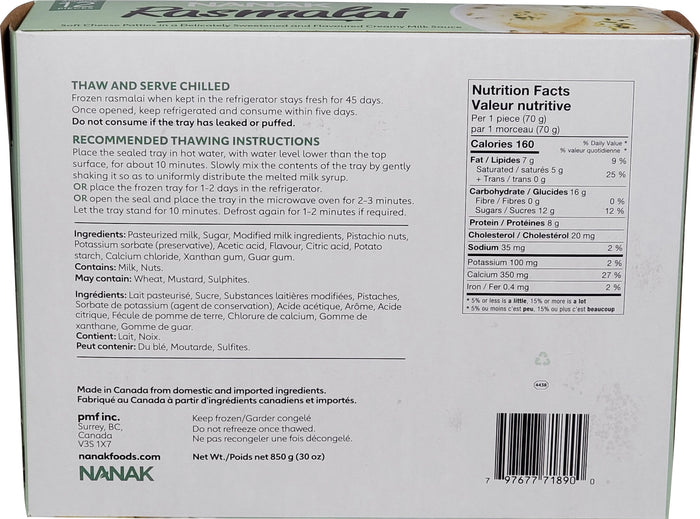 NANAK
Rasmalai
Soft Cheese Patties in a Delicately Sweetened and Flavoured Creamy Milk Sauce
THAW AND SERVE CHILLED
Frozen rasmalai when kept in the refrigerator stays fresh for 45 days.
Once opened, keep refrigerated and consume within five days.
Do not consume if the tray has leaked or puffed.
RECOMMENDED THAWING INSTRUCTIONS
Place the sealed tray in hot water, with water level lower than the top
surface, for about 10 minutes. Slowly mix the contents of the tray by gently
shaking it so as to uniformly distribute the melted milk syrup.
OR place the frozen tray for 1-2 days in the refrigerator.
OR open the seal and place the tray in the microwave oven for 2-3 minutes.
Let the tray stand for 10 minutes. Defrost again for 1-2 minutes if required.
Ingredients: Pasteurized milk, Sugar, Modified milk ingredients, Pistachio nuts,
Potassium sorbate (preservative), Acetic acid, Flavour, Citric acid, Potato
starch, Calcium chloride, Xanthan gum, Guar gum.
Contains: Milk, Nuts.
May contain: Wheat, Mustard, Sulphites.
Ingrédients: Lait pasteurisé, Sucre, Substances laitières modifiées, Pistaches,
Sorbate de potassium (agent de conservation), Acide acétique, Arôme, Acide
citrique, Fécule de pomme de terre, Chlorure de calcium, Gomme de
xanthane, Gomme de guar.
Contient: Lait, Noix.
Peut contenir: Du blé, Moutarde, Sulfites.
Made in Canada from domestic and imported ingredients.
Fabriqué au Canada à partir d'ingrédients canadiens et importés.
pmf inc.
Surrey, BC,
Canada
V3S 1X7
nanakfoods.com
NANAK
Keep frozen/Garder congelé
Do not refreeze once thawed.
Ne pas recongeler une fois décongelé.
Net Wt./Poids net 850 g (30 oz)
Nutrition Facts
Valeur nutritive
Per 1 piece (70 g)
par 1 morceau (70 g)
Calories 160 % Daily Value *
% valeur quotidienne *
Fat / Lipides 7 g 9 %
Saturated / saturés 5 g
+ Trans / trans 0 g 25 %
Carbohydrate / Glucides 16 g
Fibre / Fibres 0 g 0 %
Sugars / Sucres 12 g 12 %
Protein / Protéines 8 g
Cholesterol / Cholestérol 20 mg
Sodium 35 mg 2 %
Potassium 100 mg 2 %
Calcium 350 mg 27 %
Iron / Fer 0.4 mg 2 %
* 5% or less is a little, 15% or more is a lot
* 5% ou moins c'est peu, 15% ou plus c'est beaucoup
4438
7 97677 71890 0